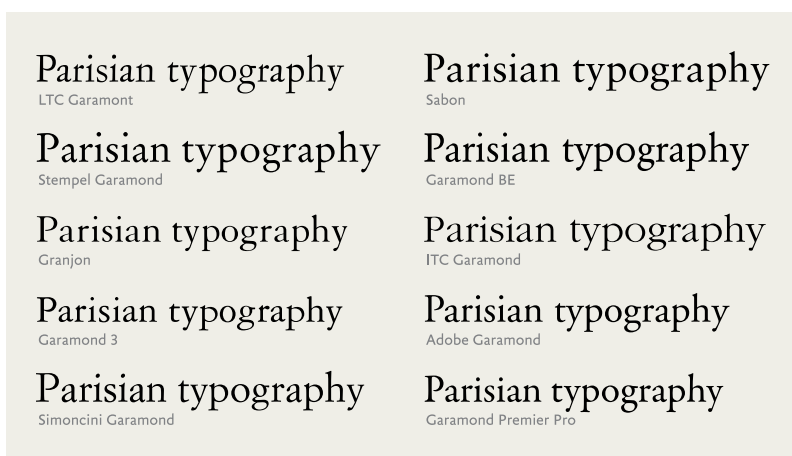 Parisian typography
LTC Garamont
Parisian typography
Stempel Garamond
Parisian typography
Granjon
Parisian typography
Garamond 3
Parisian typography
Simoncini Garamond
Parisian typography
Sabon
Parisian typography
Garamond BE
Parisian typography
ITC Garamond
Parisian typography
Adobe Garamond
Parisian typography
Garamond Premier Pro